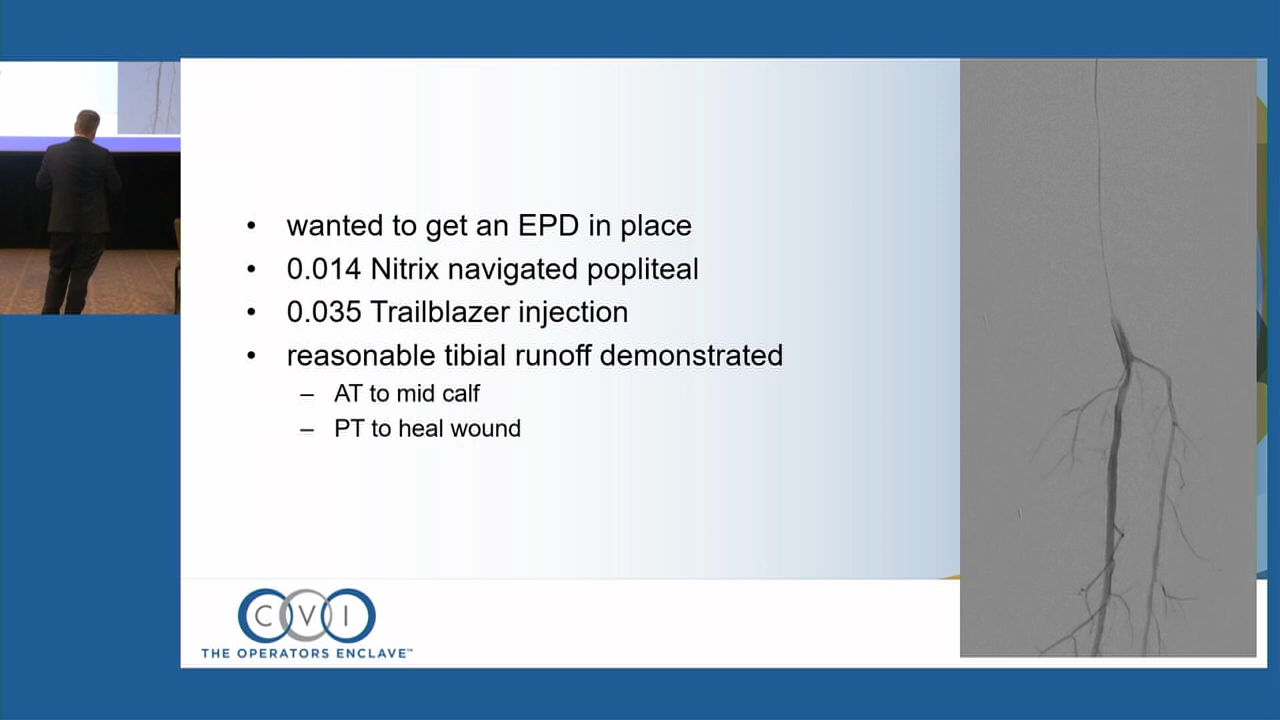 • wanted to get an EPD in place
• 0.014 Nitrix navigated popliteal
• 0.035 Trailblazer injection
• reasonable tibial runoff demonstrated
– AT to mid calf
– PT to heal wound
CVI
THE OPERATORS ENCLAVE™